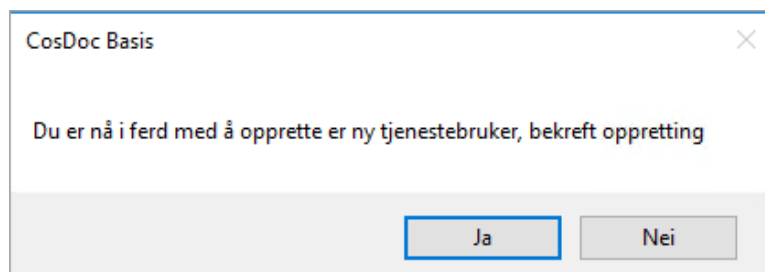 CosDoc Basis
Du er nå i ferd med å opprette er ny tjenestebruker, bekreft oppretting
Ja Nei